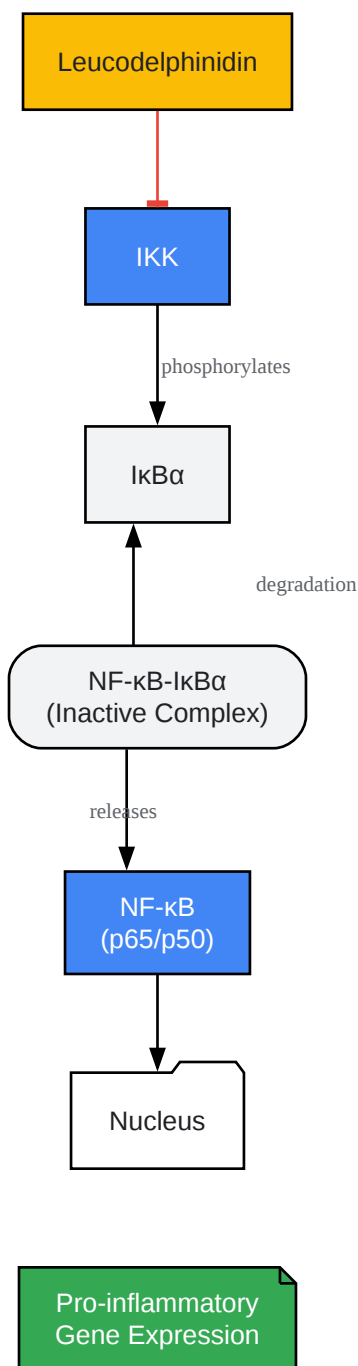 Leucodelphinidin
IKK
phosphorylates
IκBα
degradation
NF-κB-IκBα
(Inactive Complex)
releases
NF-κB
(p65/p50)
Nucleus
Pro-inflammatory
Gene Expression